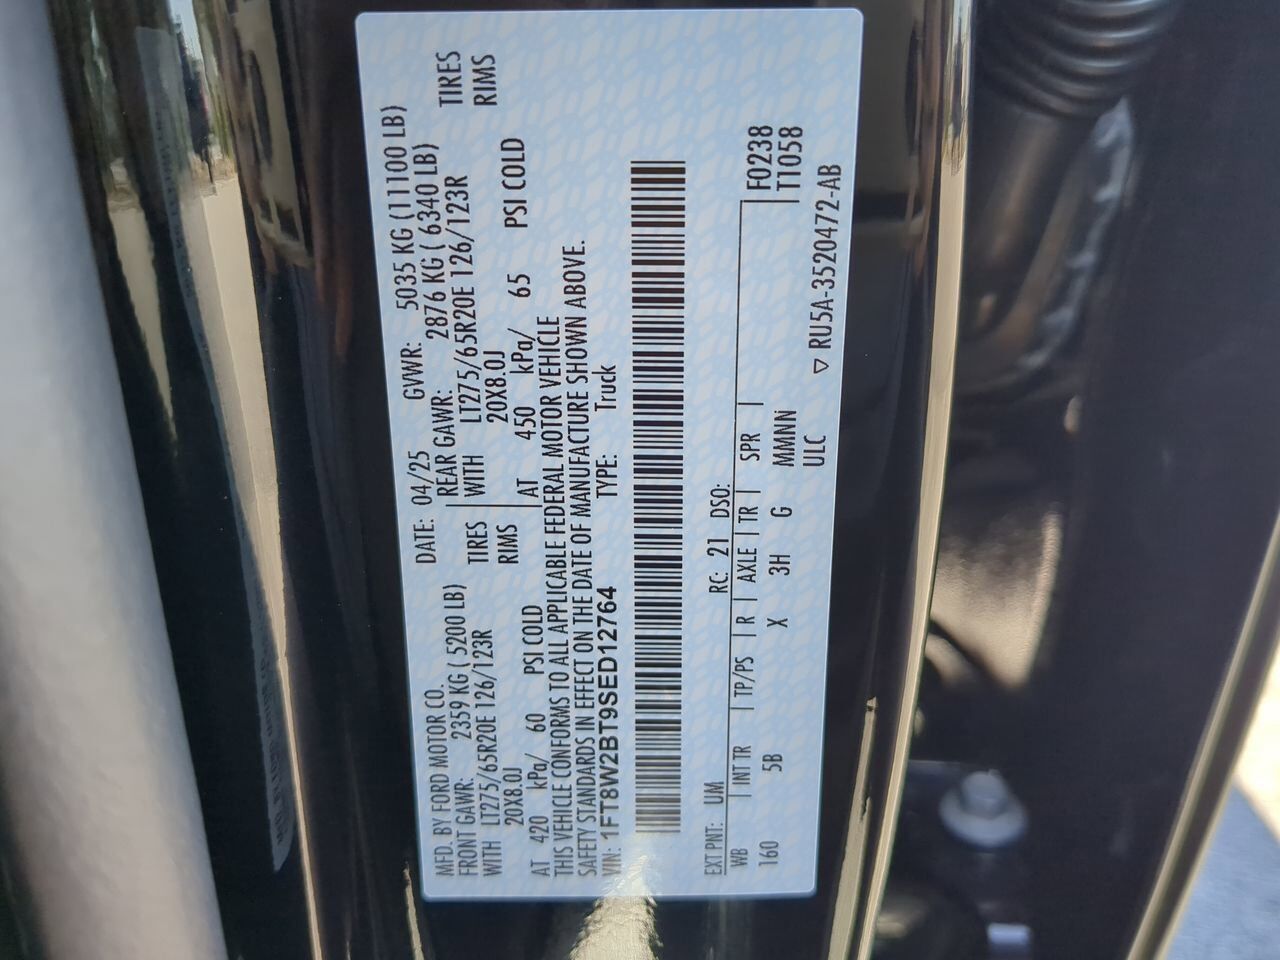 MFD. BY FORD MOTOR CO. DATE: 04/25 GVWR: 5035 KG (11100 LB)
FRONT GAWR: 2359 KG ( 5200 LB) REAR GAWR: 2876 KG ( 6340 LB)
WITH LT275/65R20E 126/123R TIRES WITH LT275/65R20E 126/123R TIRES
20X8.0J RIMS 20X8.0J RIMS
AT 420 kPa/ 60 PSI COLD AT 450 kPa/ 65 PSI COLD
THIS VEHICLE CONFORMS TO ALL APPLICABLE FEDERAL MOTOR VEHICLE
SAFETY STANDARDS IN EFFECT ON THE DATE OF MANUFACTURE SHOWN ABOVE.
VIN: 1FT8W2BT9SED12764 TYPE: Truck
EXT PNT: UM RC: 21 DSO:
WB INT TR TP/PS R AXLE TR SPR F0238
160 5B X 3H G MMNN T1058
ULC ▽ RU5A-3520472-AB